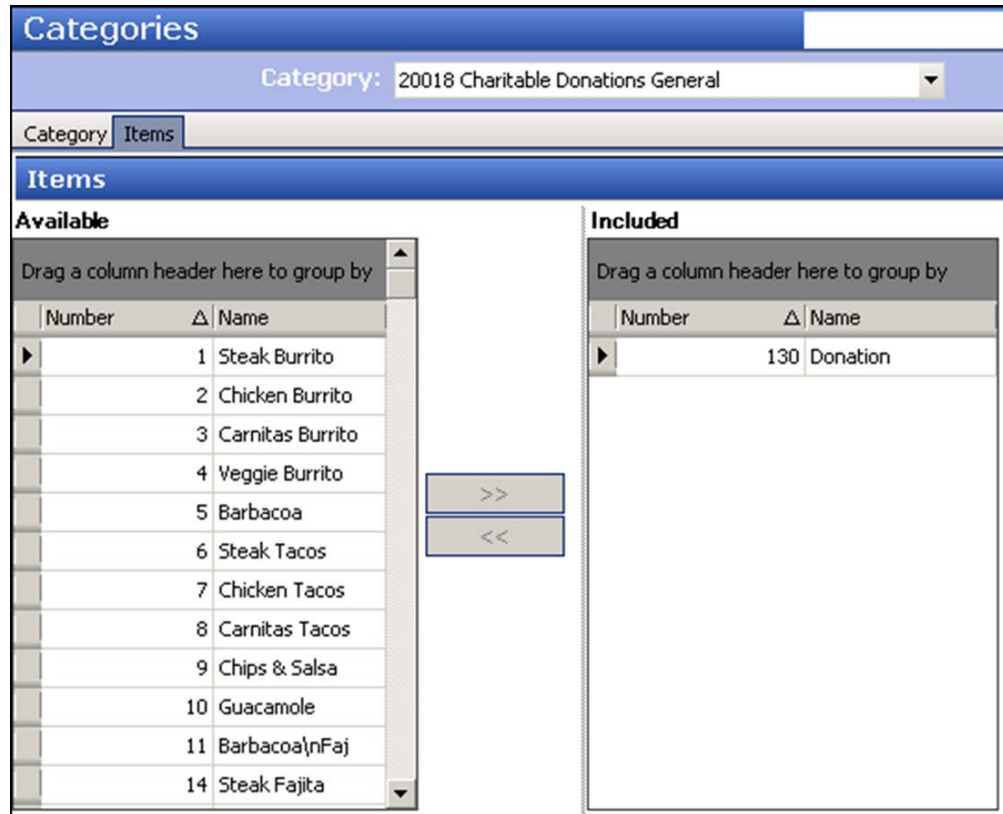 Categories
Category: 20018 Charitable Donations General
Category Items
Items
Available
Drag a column header here to group by
Number Name
1 Steak Burrito
2 Chicken Burrito
3 Carnitas Burrito
4 Veggie Burrito
5 Barbacoa
6 Steak Tacos
7 Chicken Tacos
8 Carnitas Tacos
9 Chips & Salsa
10 Guacamole
11 Barbacoa\nFaj
14 Steak Fajita
>>
<<
Included
Drag a column header here to group by
Number Name
130 Donation